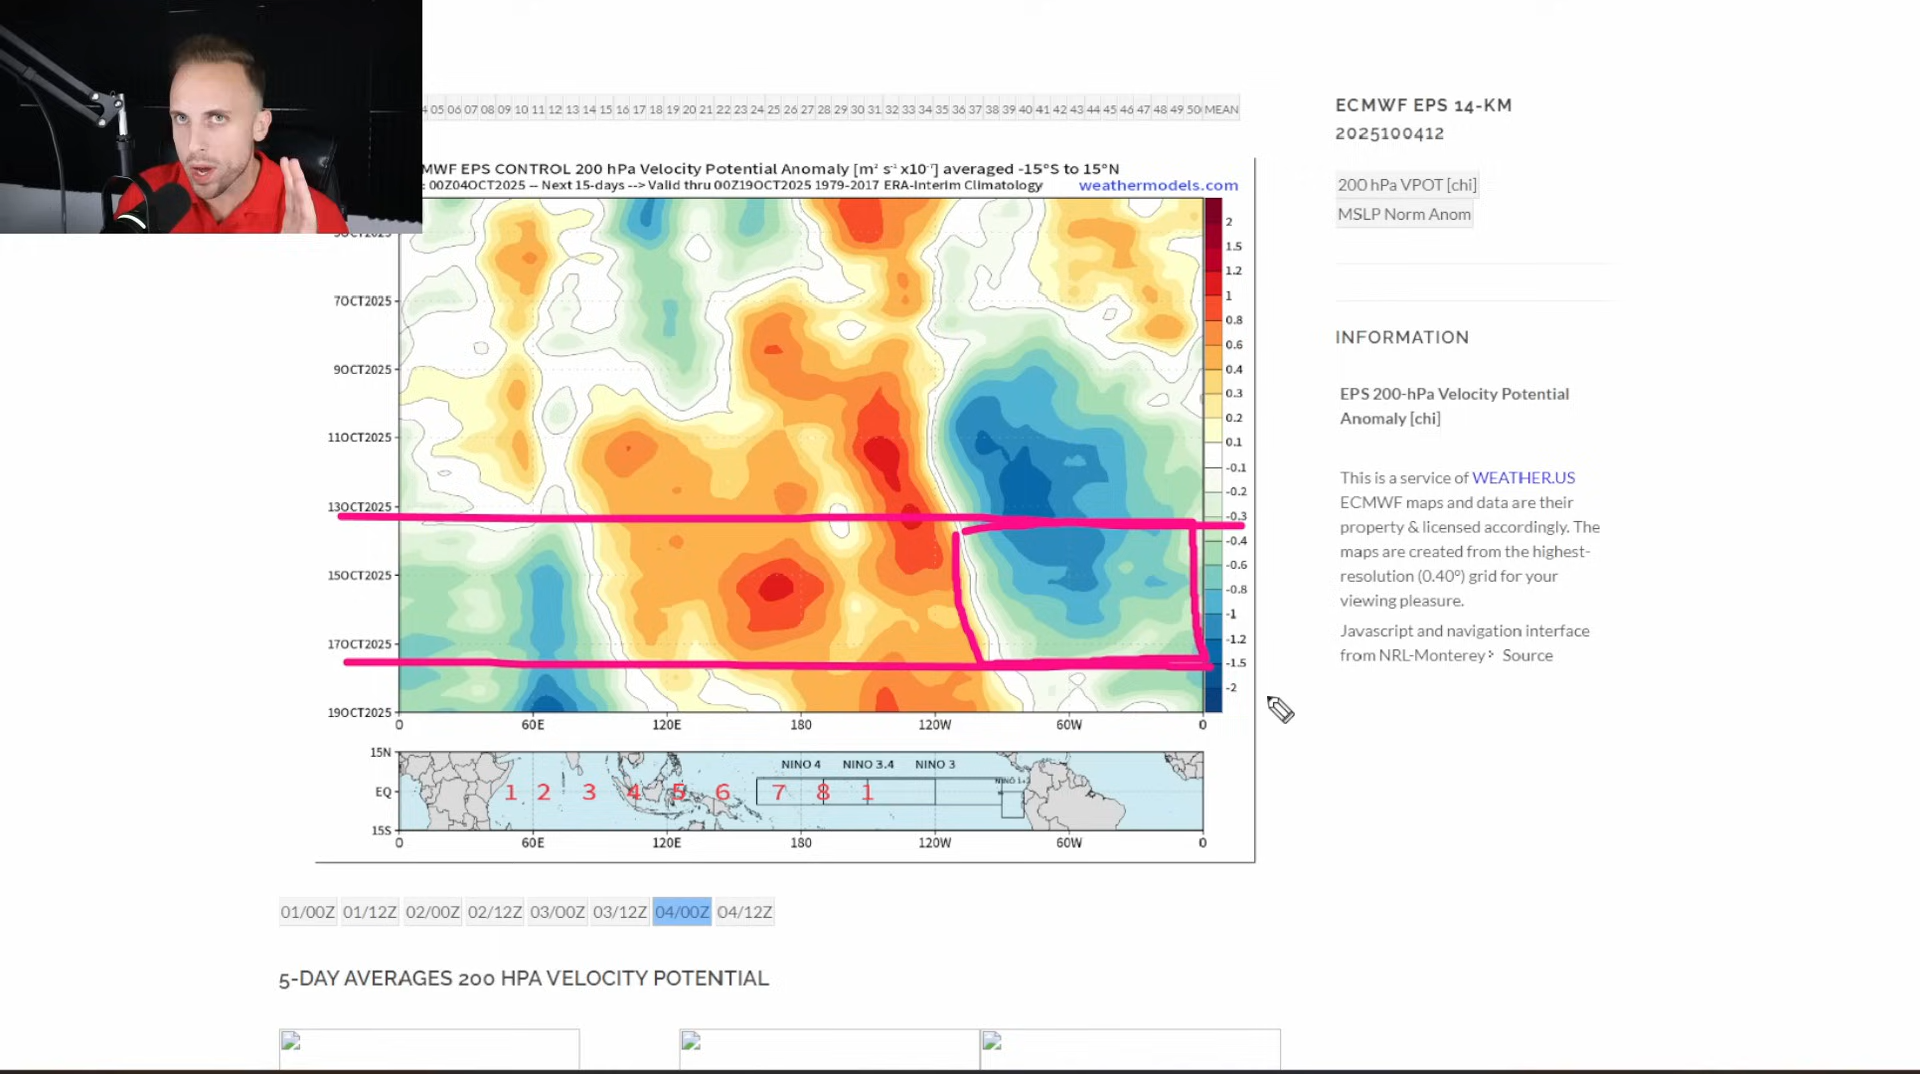 4 05 06 07 08 09 10 11 12 13 14 15 16 17 18 19 20 21 22 23 24 25 26 27 28 29 30 31 32 33 34 35 36 37 38 39 40 41 42 43 44 45 46 47 48 49 50 MEAN
MWF EPS CONTROL 200 hPa Velocity Potential Anomaly [m² s⁻¹ x10⁻⁷] averaged -15°S to 15°N
: 00Z04OCT2025 -- Next 15-days --> Valid thru 00Z19OCT2025 1979-2017 ERA-Interim Climatology
weathermodels.com
7OCT2025
9OCT2025
11OCT2025
13OCT2025
15OCT2025
17OCT2025
19OCT2025
0 60E 120E 180 120W 60W 0
2
1.5
1.2
1
0.8
0.6
0.4
0.3
0.2
0.1
-0.1
-0.2
-0.3
-0.4
-0.6
-0.8
-1
-1.2
-1.5
-2
15N
EQ
15S
NINO 4 NINO 3.4 NINO 3
1 2 3 4 5 6 7 8 1
0 60E 120E 180 120W 60W 0
01/00Z 01/12Z 02/00Z 02/12Z 03/00Z 03/12Z 04/00Z 04/12Z
5-DAY AVERAGES 200 HPA VELOCITY POTENTIAL
ECMWF EPS 14-KM
2025100412
200 hPa VPOT [chi]
MSLP Norm Anom
INFORMATION
EPS 200-hPa Velocity Potential
Anomaly [chi]
This is a service of WEATHER.US
ECMWF maps and data are their
property & licensed accordingly. The
maps are created from the highest-
resolution (0.40°) grid for your
viewing pleasure.
Javascript and navigation interface
from NRL-Monterey Source